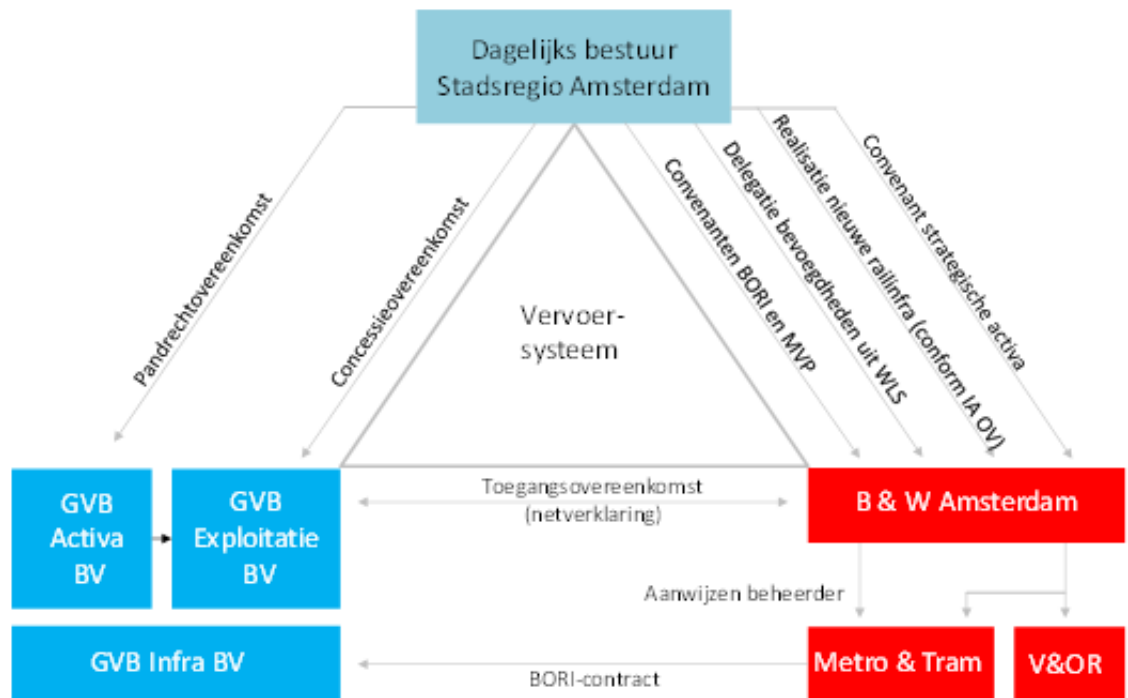 Dagelijks bestuur
Stadsregio Amsterdam
Pandrechtovereenkomst
Concessieovereenkomst
Convenanten BORI en MVP
Delegatie bevoegdheden uit WLS
Realisatie nieuwe railinfra (conform IA OV)
Convenant strategische activa
Vervoer-
systeem
GVB
Activa
BV
GVB
Exploitatie
BV
Toegangsovereenkomst
(netverklaring)
B & W Amsterdam
Aanwijzen beheerder
GVB Infra BV
BORI-contract
Metro & Tram
V&OR